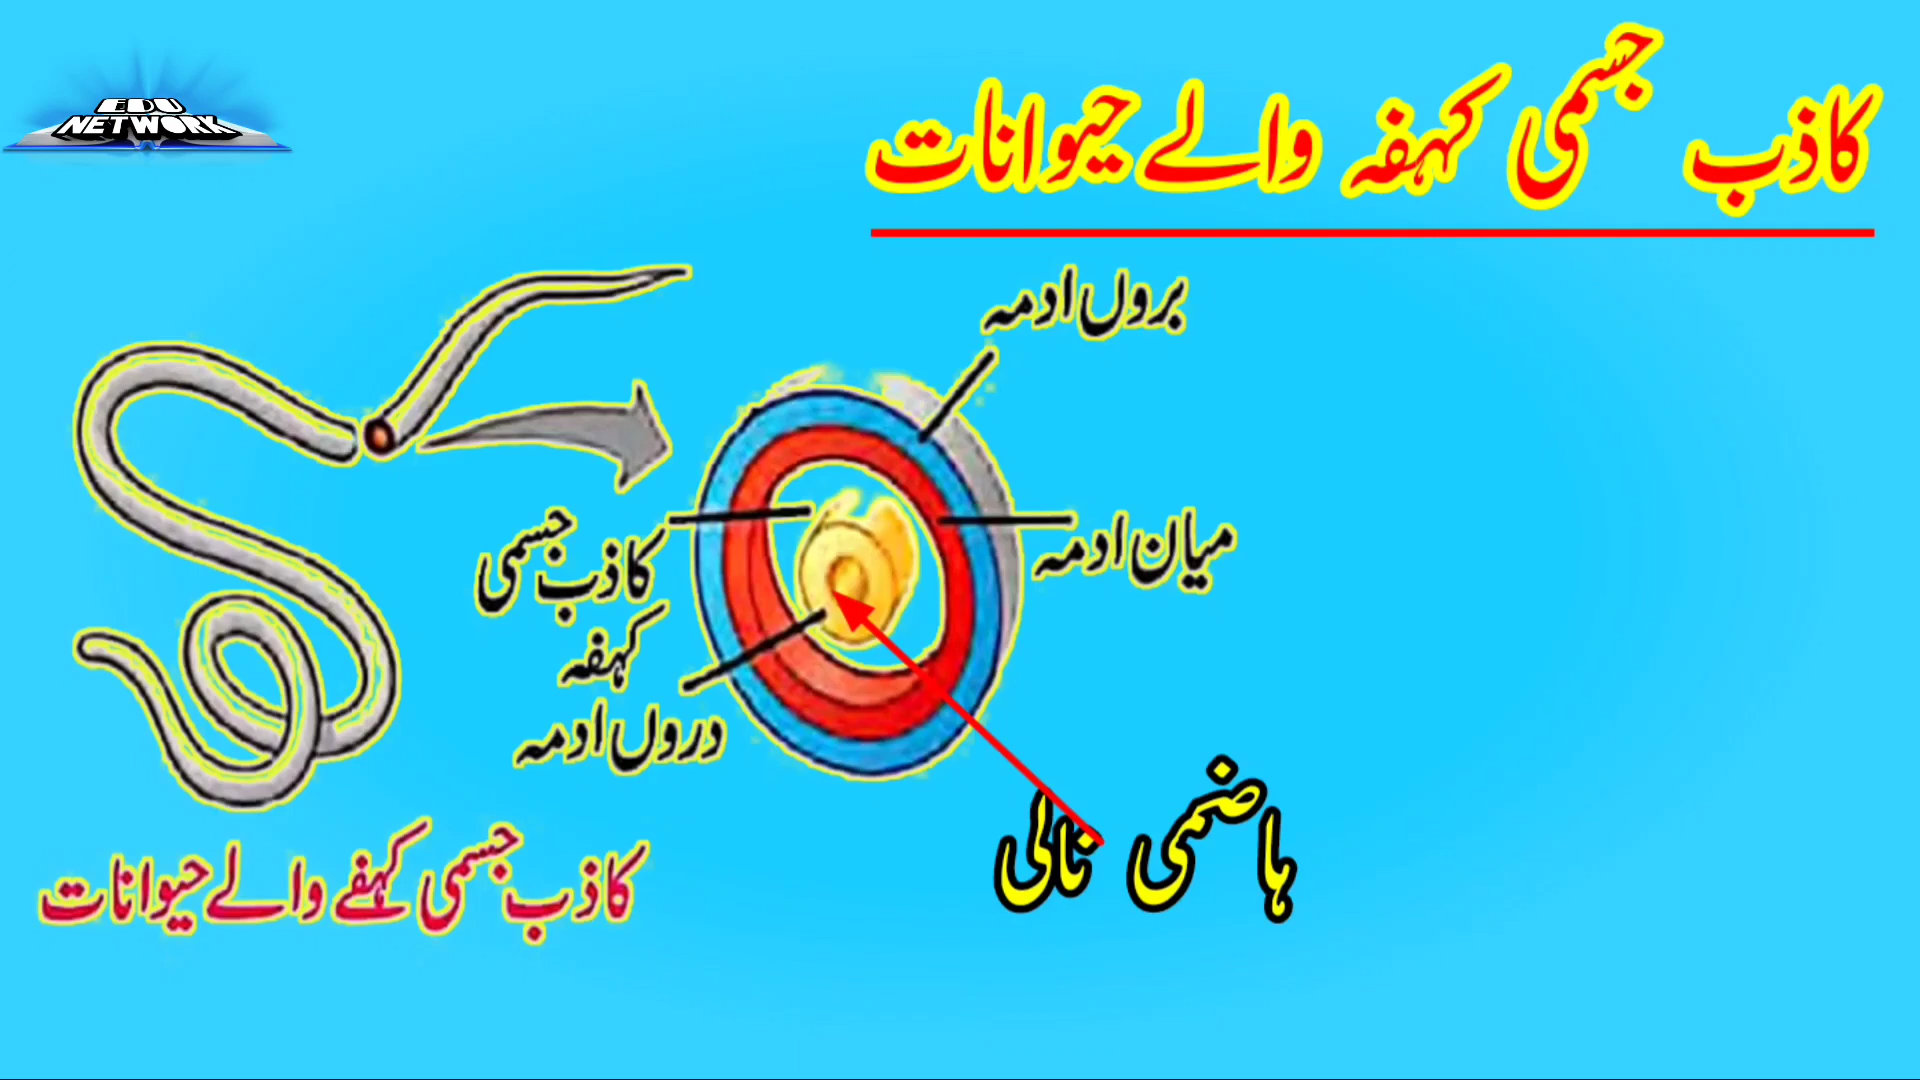 EDU
NETWORK
کاذب جسمی کہفہ والے حیوانات
بروں ادمہ
میان ادمہ
کاذب جسمی
کہفہ
دروں ادمہ
ہاضمی نالی
کاذب جسمی کہفے والے حیوانات